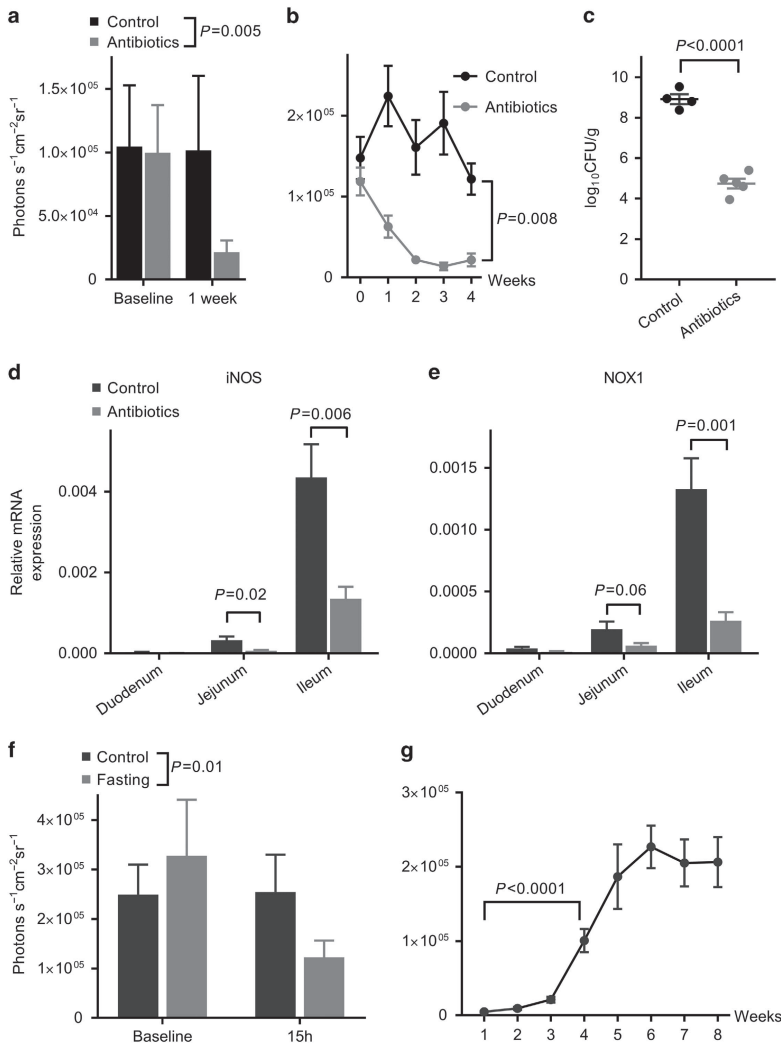 a
Control
Antibiotics
P=0.005
Photons s⁻¹cm⁻²sr⁻¹
1.5×10⁰⁵
1.0×10⁰⁵
5.0×10⁰⁴
0
Baseline
1 week
b
Control
Antibiotics
2×10⁰⁵
1×10⁰⁵
0
P=0.008
Weeks
0 1 2 3 4
c
P<0.0001
log₁₀CFU/g
10
8
6
4
2
0
Control
Antibiotics
d
iNOS
Control
Antibiotics
Relative mRNA
expression
0.004
0.002
0.000
P=0.02
P=0.006
Duodenum
Jejunum
Ileum
e
NOX1
0.0015
0.0010
0.0005
0.0000
P=0.06
P=0.001
Duodenum
Jejunum
Ileum
f
Control
Fasting
P=0.01
Photons s⁻¹cm⁻²sr⁻¹
4×10⁰⁵
3×10⁰⁵
2×10⁰⁵
1×10⁰⁵
0
Baseline
15h
g
3×10⁰⁵
2×10⁰⁵
1×10⁰⁵
0
P<0.0001
1 2 3 4 5 6 7 8
Weeks